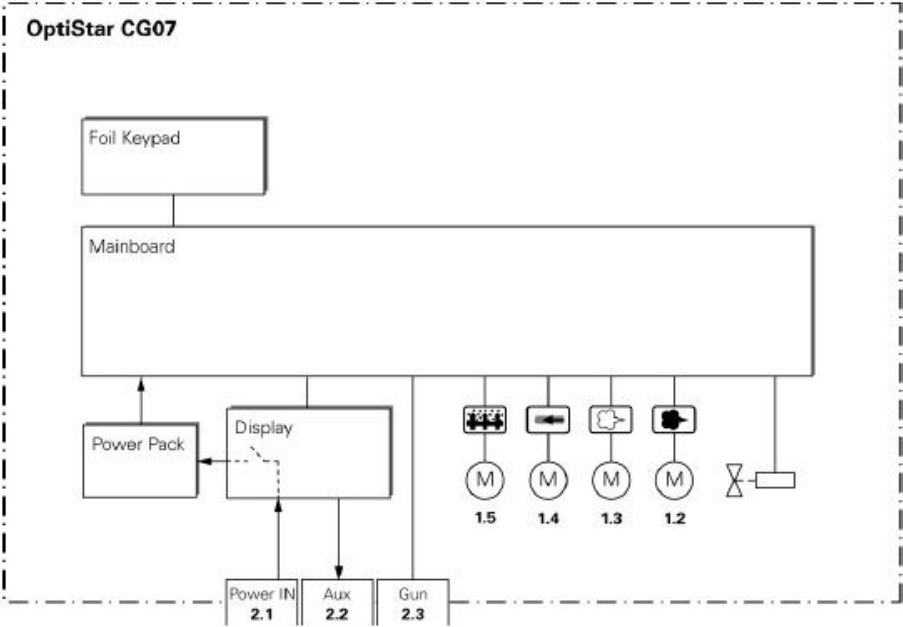 OptiStar CG07
Foil Keypad
Mainboard
Power Pack
Display
M M M M
1.5 1.4 1.3 1.2
Power IN Aux Gun
2.1 2.2 2.3